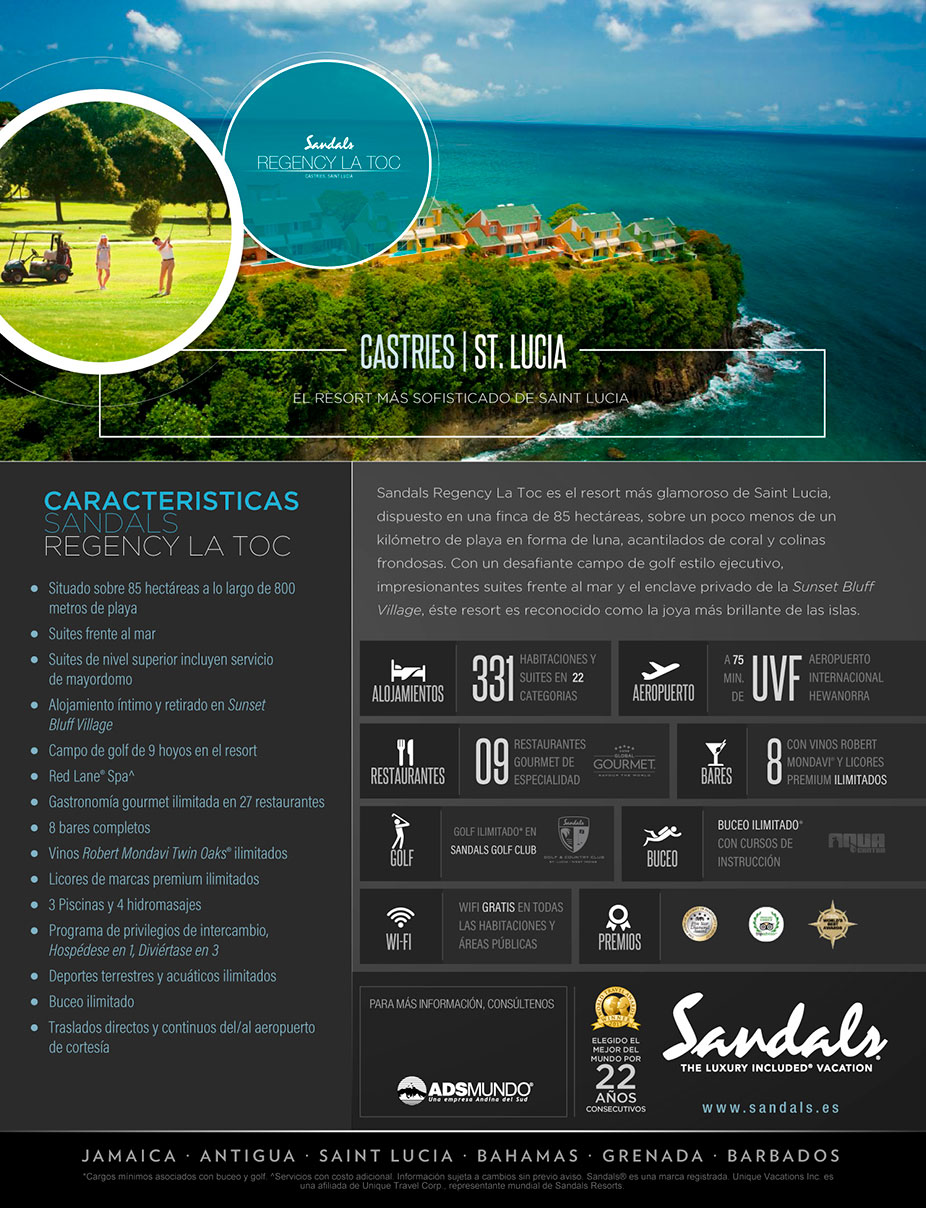 Sandals
REGENCY LA TOC
CASTRIES, SAINT LUCIA
CASTRIES | ST. LUCIA
EL RESORT MÁS SOFISTICADO DE SAINT LUCIA
CARACTERISTICAS
SANDALS
REGENCY LA TOC
• Situado sobre 85 hectáreas a lo largo de 800
metros de playa
• Suites frente al mar
• Suites de nivel superior incluyen servicio
de mayordomo
• Alojamiento íntimo y retirado en Sunset
Bluff Village
• Campo de golf de 9 hoyos en el resort
• Red Lane® Spa^
• Gastronomía gourmet ilimitada en 27 restaurantes
• 8 bares completos
• Vinos Robert Mondavi Twin Oaks® ilimitados
• Licores de marcas premium ilimitados
• 3 Piscinas y 4 hidromasajes
• Programa de privilegios de intercambio,
Hospédese en 1, Diviértase en 3
• Deportes terrestres y acuáticos ilimitados
• Buceo ilimitado
• Traslados directos y continuos del/al aeropuerto
de cortesía
Sandals Regency La Toc es el resort más glamoroso de Saint Lucia,
dispuesto en una finca de 85 hectáreas, sobre un poco menos de un
kilómetro de playa en forma de luna, acantilados de coral y colinas
frondosas. Con un desafiante campo de golf estilo ejecutivo,
impresionantes suites frente al mar y el enclave privado de la Sunset Bluff
Village, éste resort es reconocido como la joya más brillante de las islas.
ALOJAMIENTOS
331
HABITACIONES Y
SUITES EN 22
CATEGORIAS
AEROPUERTO
A 75
MIN.
DE
UVF
AEROPUERTO
INTERNACIONAL
HEWANORRA
RESTAURANTES
09
RESTAURANTES
GOURMET DE
ESPECIALIDAD
GLOBAL
GOURMET
SAVOUR THE WORLD
BARES
8
CON VINOS ROBERT
MONDAVI® Y LICORES
PREMIUM ILIMITADOS
GOLF
GOLF ILIMITADO* EN
SANDALS GOLF CLUB
Sandals
GOLF & COUNTRY CLUB
BUCEO
BUCEO ILIMITADO*
CON CURSOS DE
INSTRUCCIÓN
AQUA
CENTER
WI-FI
WIFI GRATIS EN TODAS
LAS HABITACIONES Y
ÁREAS PÚBLICAS
PREMIOS
PARA MÁS INFORMACIÓN, CONSÚLTENOS
ADSMUNDO®
Una empresa Andina del Sud
WORLD TRAVEL AWARDS
WINNER
2017
ELEGIDO EL
MEJOR DEL
MUNDO POR
22
AÑOS
CONSECUTIVOS
Sandals®
THE LUXURY INCLUDED® VACATION
www.sandals.es
JAMAICA · ANTIGUA · SAINT LUCIA · BAHAMAS · GRENADA · BARBADOS
*Cargos mínimos asociados con buceo y golf. ^Servicios con costo adicional. Información sujeta a cambios sin previo aviso. Sandals® es una marca registrada. Unique Vacations Inc. es
una afiliada de Unique Travel Corp., representante mundial de Sandals Resorts.